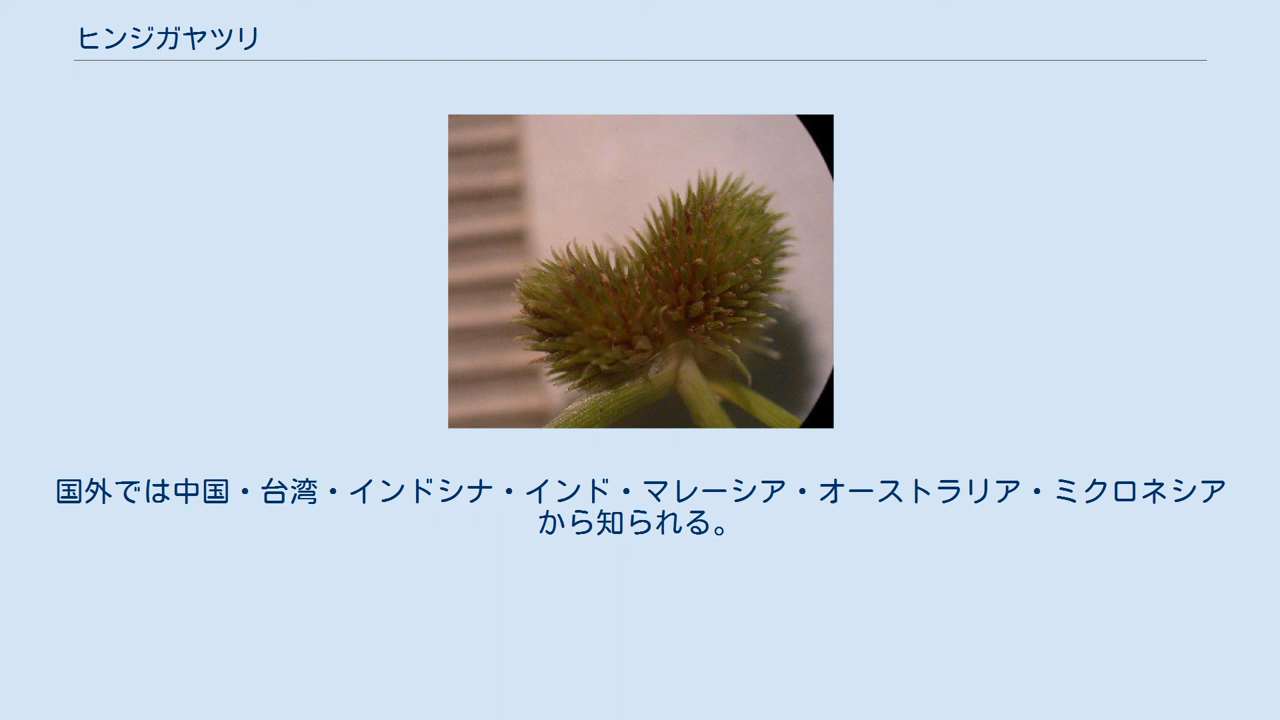 ヒンジガヤツリ
国外では中国・台湾・インドシナ・インド・マレーシア・オーストラリア・ミクロネシア
から知られる。